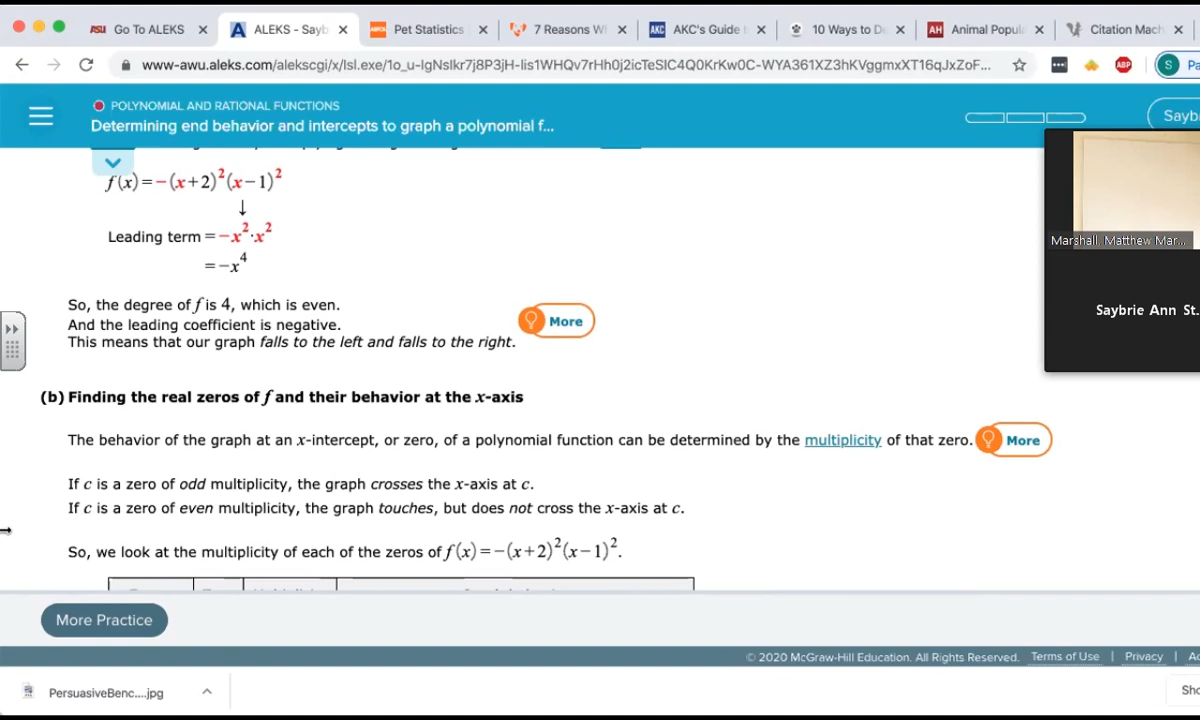 Go To ALEKS
ALEKS - Sayb
Pet Statistics
7 Reasons Wi
AKC's Guide t
10 Ways to De
Animal Popula
Citation Mach
www-awu.aleks.com/alekscgi/x/Isl.exe/1o_u-IgNslkr7j8P3jH-lis1WHQv7rHh0j2icTeSIC4Q0KrKw0C-WYA361XZ3hKVggmxXT16qJxZoF...
ABP
S
Pa
POLYNOMIAL AND RATIONAL FUNCTIONS
Determining end behavior and intercepts to graph a polynomial f...
Saybr
f(x)=−(x+2)²(x−1)²
↓
Leading term =−x²·x²
=−x⁴
Marshall, Matthew Mar...
Saybrie Ann St.
So, the degree of f is 4, which is even.
And the leading coefficient is negative.
This means that our graph falls to the left and falls to the right.
More
(b) Finding the real zeros of f and their behavior at the x-axis
The behavior of the graph at an x-intercept, or zero, of a polynomial function can be determined by the multiplicity of that zero.
More
If c is a zero of odd multiplicity, the graph crosses the x-axis at c.
If c is a zero of even multiplicity, the graph touches, but does not cross the x-axis at c.
So, we look at the multiplicity of each of the zeros of f(x)=−(x+2)²(x−1)².
More Practice
© 2020 McGraw-Hill Education. All Rights Reserved. Terms of Use | Privacy | Ac
PersuasiveBenc....jpg
Sho